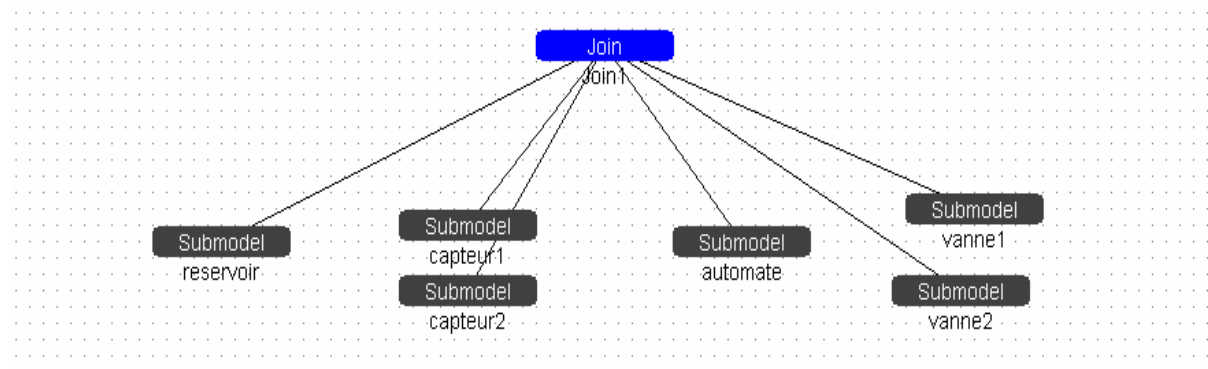 Join
Join1
Submodel
reservoir
Submodel
capteur1
Submodel
capteur2
Submodel
automate
Submodel
vanne1
Submodel
vanne2